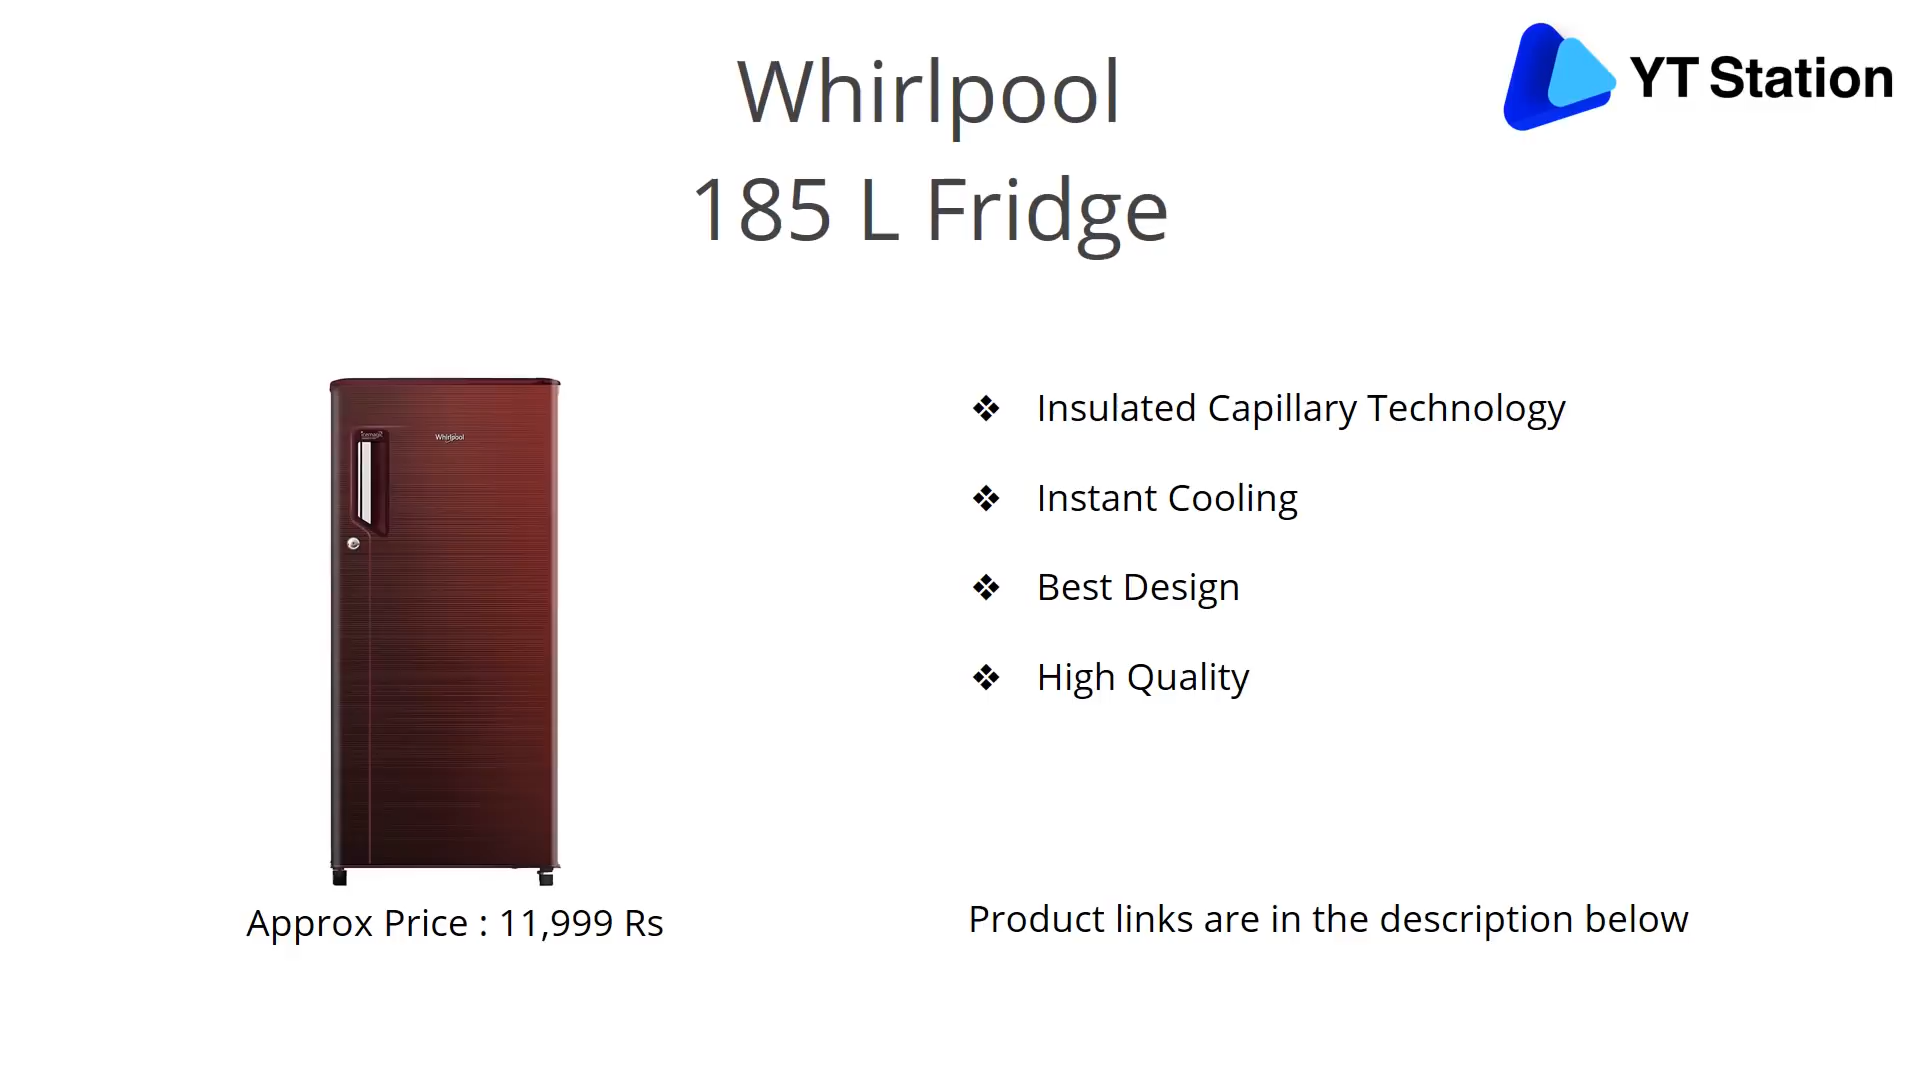 Whirlpool
185 L Fridge
YT Station
Whirlpool
Insulated Capillary Technology
Instant Cooling
Best Design
High Quality
Approx Price : 11,999 Rs
Product links are in the description below